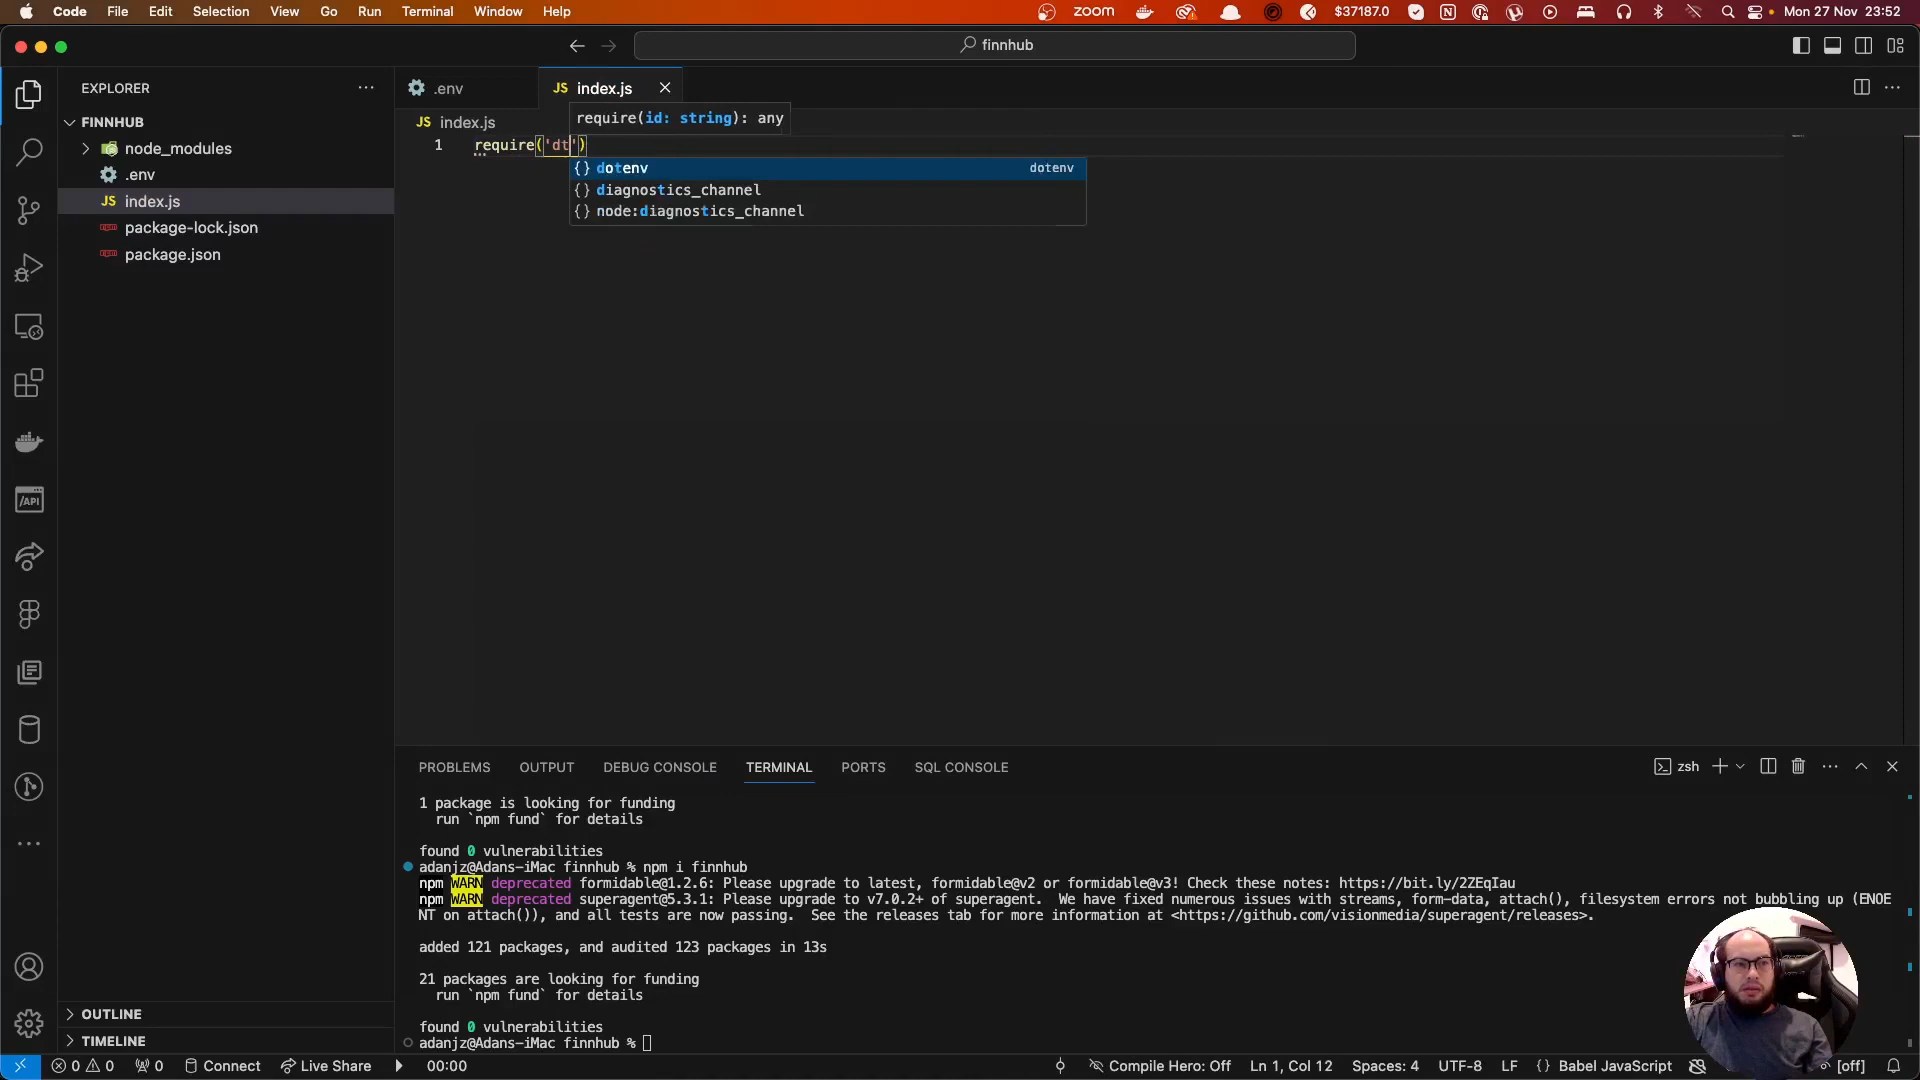 Code File Edit Selection View Go Run Terminal Window Help zoom $37187.0 Mon 27 Nov 23:52
finnhub
EXPLORER
.env
JS index.js
FINNHUB
node_modules
.env
JS index.js
package-lock.json
package.json
JS index.js
require(id: string): any
1 require('dt')
{} dotenv dotenv
{} diagnostics_channel
{} node:diagnostics_channel
/API
PROBLEMS OUTPUT DEBUG CONSOLE TERMINAL PORTS SQL CONSOLE
zsh
1 package is looking for funding
run `npm fund` for details
found 0 vulnerabilities
adanjz@Adans-iMac finnhub % npm i finnhub
npm WARN deprecated formidable@1.2.6: Please upgrade to latest, formidable@v2 or formidable@v3! Check these notes: https://bit.ly/2ZEqIau
npm WARN deprecated superagent@5.3.1: Please upgrade to v7.0.2+ of superagent. We have fixed numerous issues with streams, form-data, attach(), filesystem errors not bubbling up (ENOE
NT on attach()), and all tests are now passing. See the releases tab for more information at <https://github.com/visionmedia/superagent/releases>.
added 121 packages, and audited 123 packages in 13s
21 packages are looking for funding
run `npm fund` for details
found 0 vulnerabilities
adanjz@Adans-iMac finnhub %
OUTLINE
TIMELINE
0 0 0 Connect Live Share 00:00 Compile Hero: Off Ln 1, Col 12 Spaces: 4 UTF-8 LF {} Babel JavaScript [off]